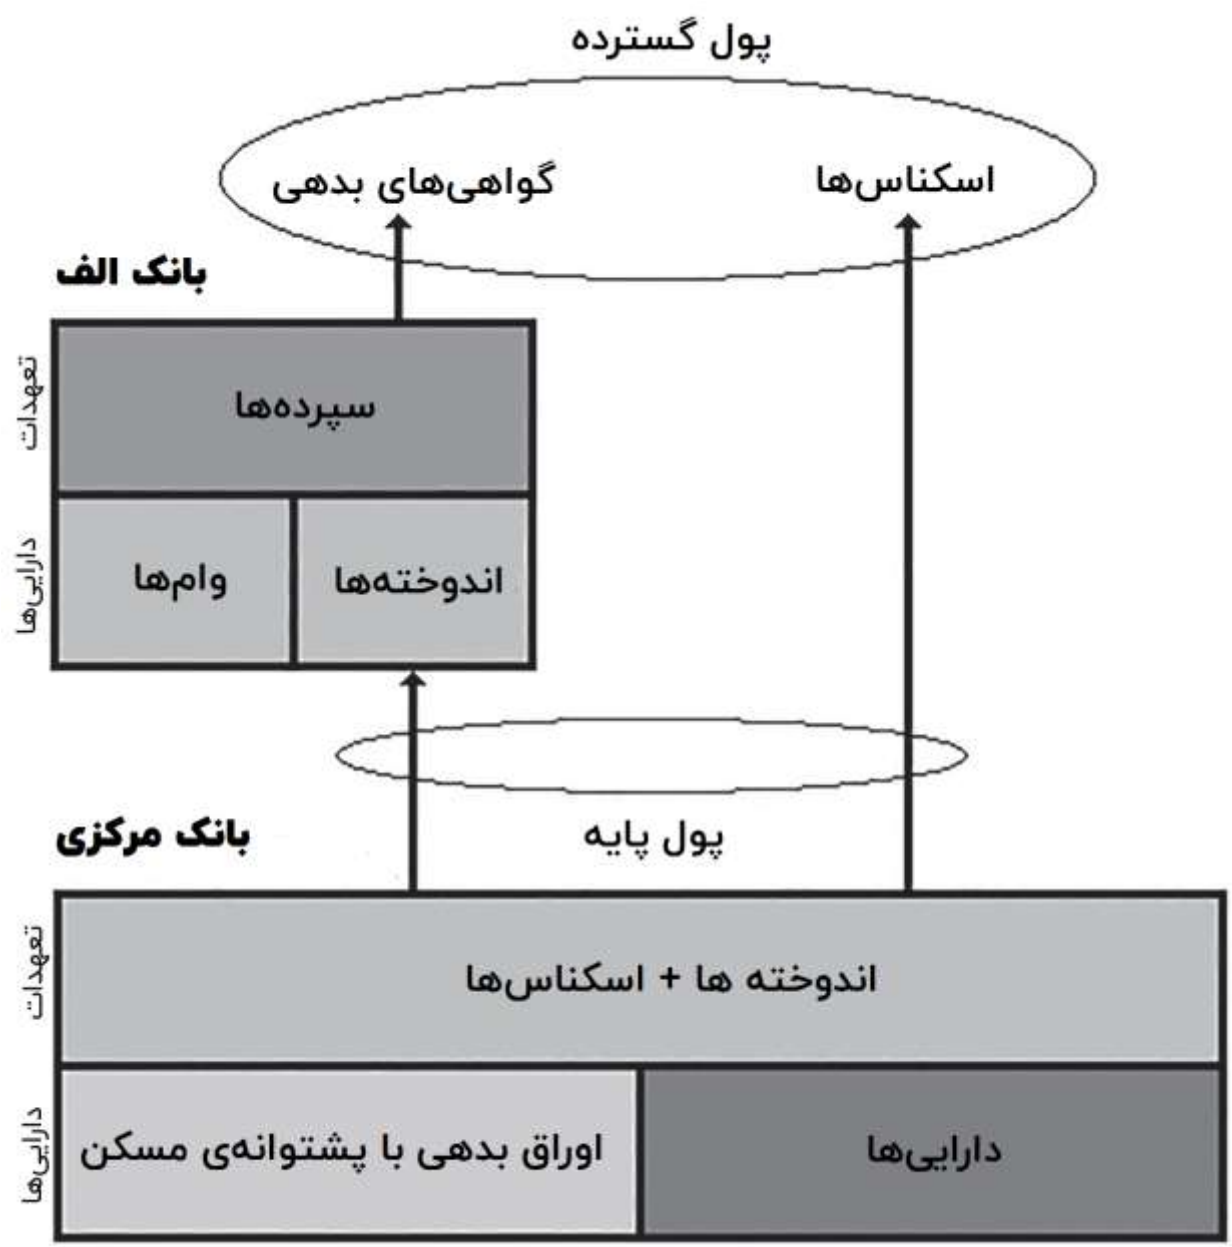 پول گسترده
اسکناس‌ها
گواهی‌های بدهی
بانک الف
تعهدات
سپرده‌ها
دارایی‌ها
اندوخته‌ها
وام‌ها
پول پایه
بانک مرکزی
تعهدات
اندوخته ها + اسکناس‌ها
دارایی‌ها
دارایی‌ها
اوراق بدهی با پشتوانه‌ی مسکن